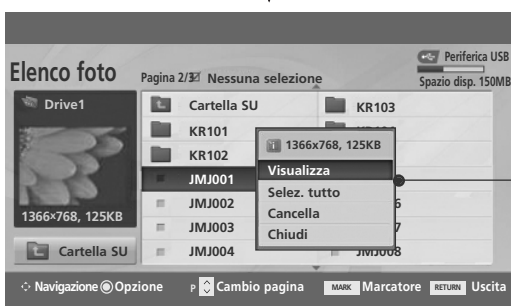 Periferica USB
Elenco foto
Pagina 2/3
Nessuna selezione
Spazio disp. 150MB
Drive1
1366×768, 125KB
Cartella SU
Cartella SU
KR101
KR102
JMJ001
JMJ002
JMJ003
JMJ004
KR103
JMJ008
1366x768, 125KB
Visualizza
Selez. tutto
Cancella
Chiudi
Navigazione
Opzione
P
Cambio pagina
MARK
Marcatore
RETURN
Uscita